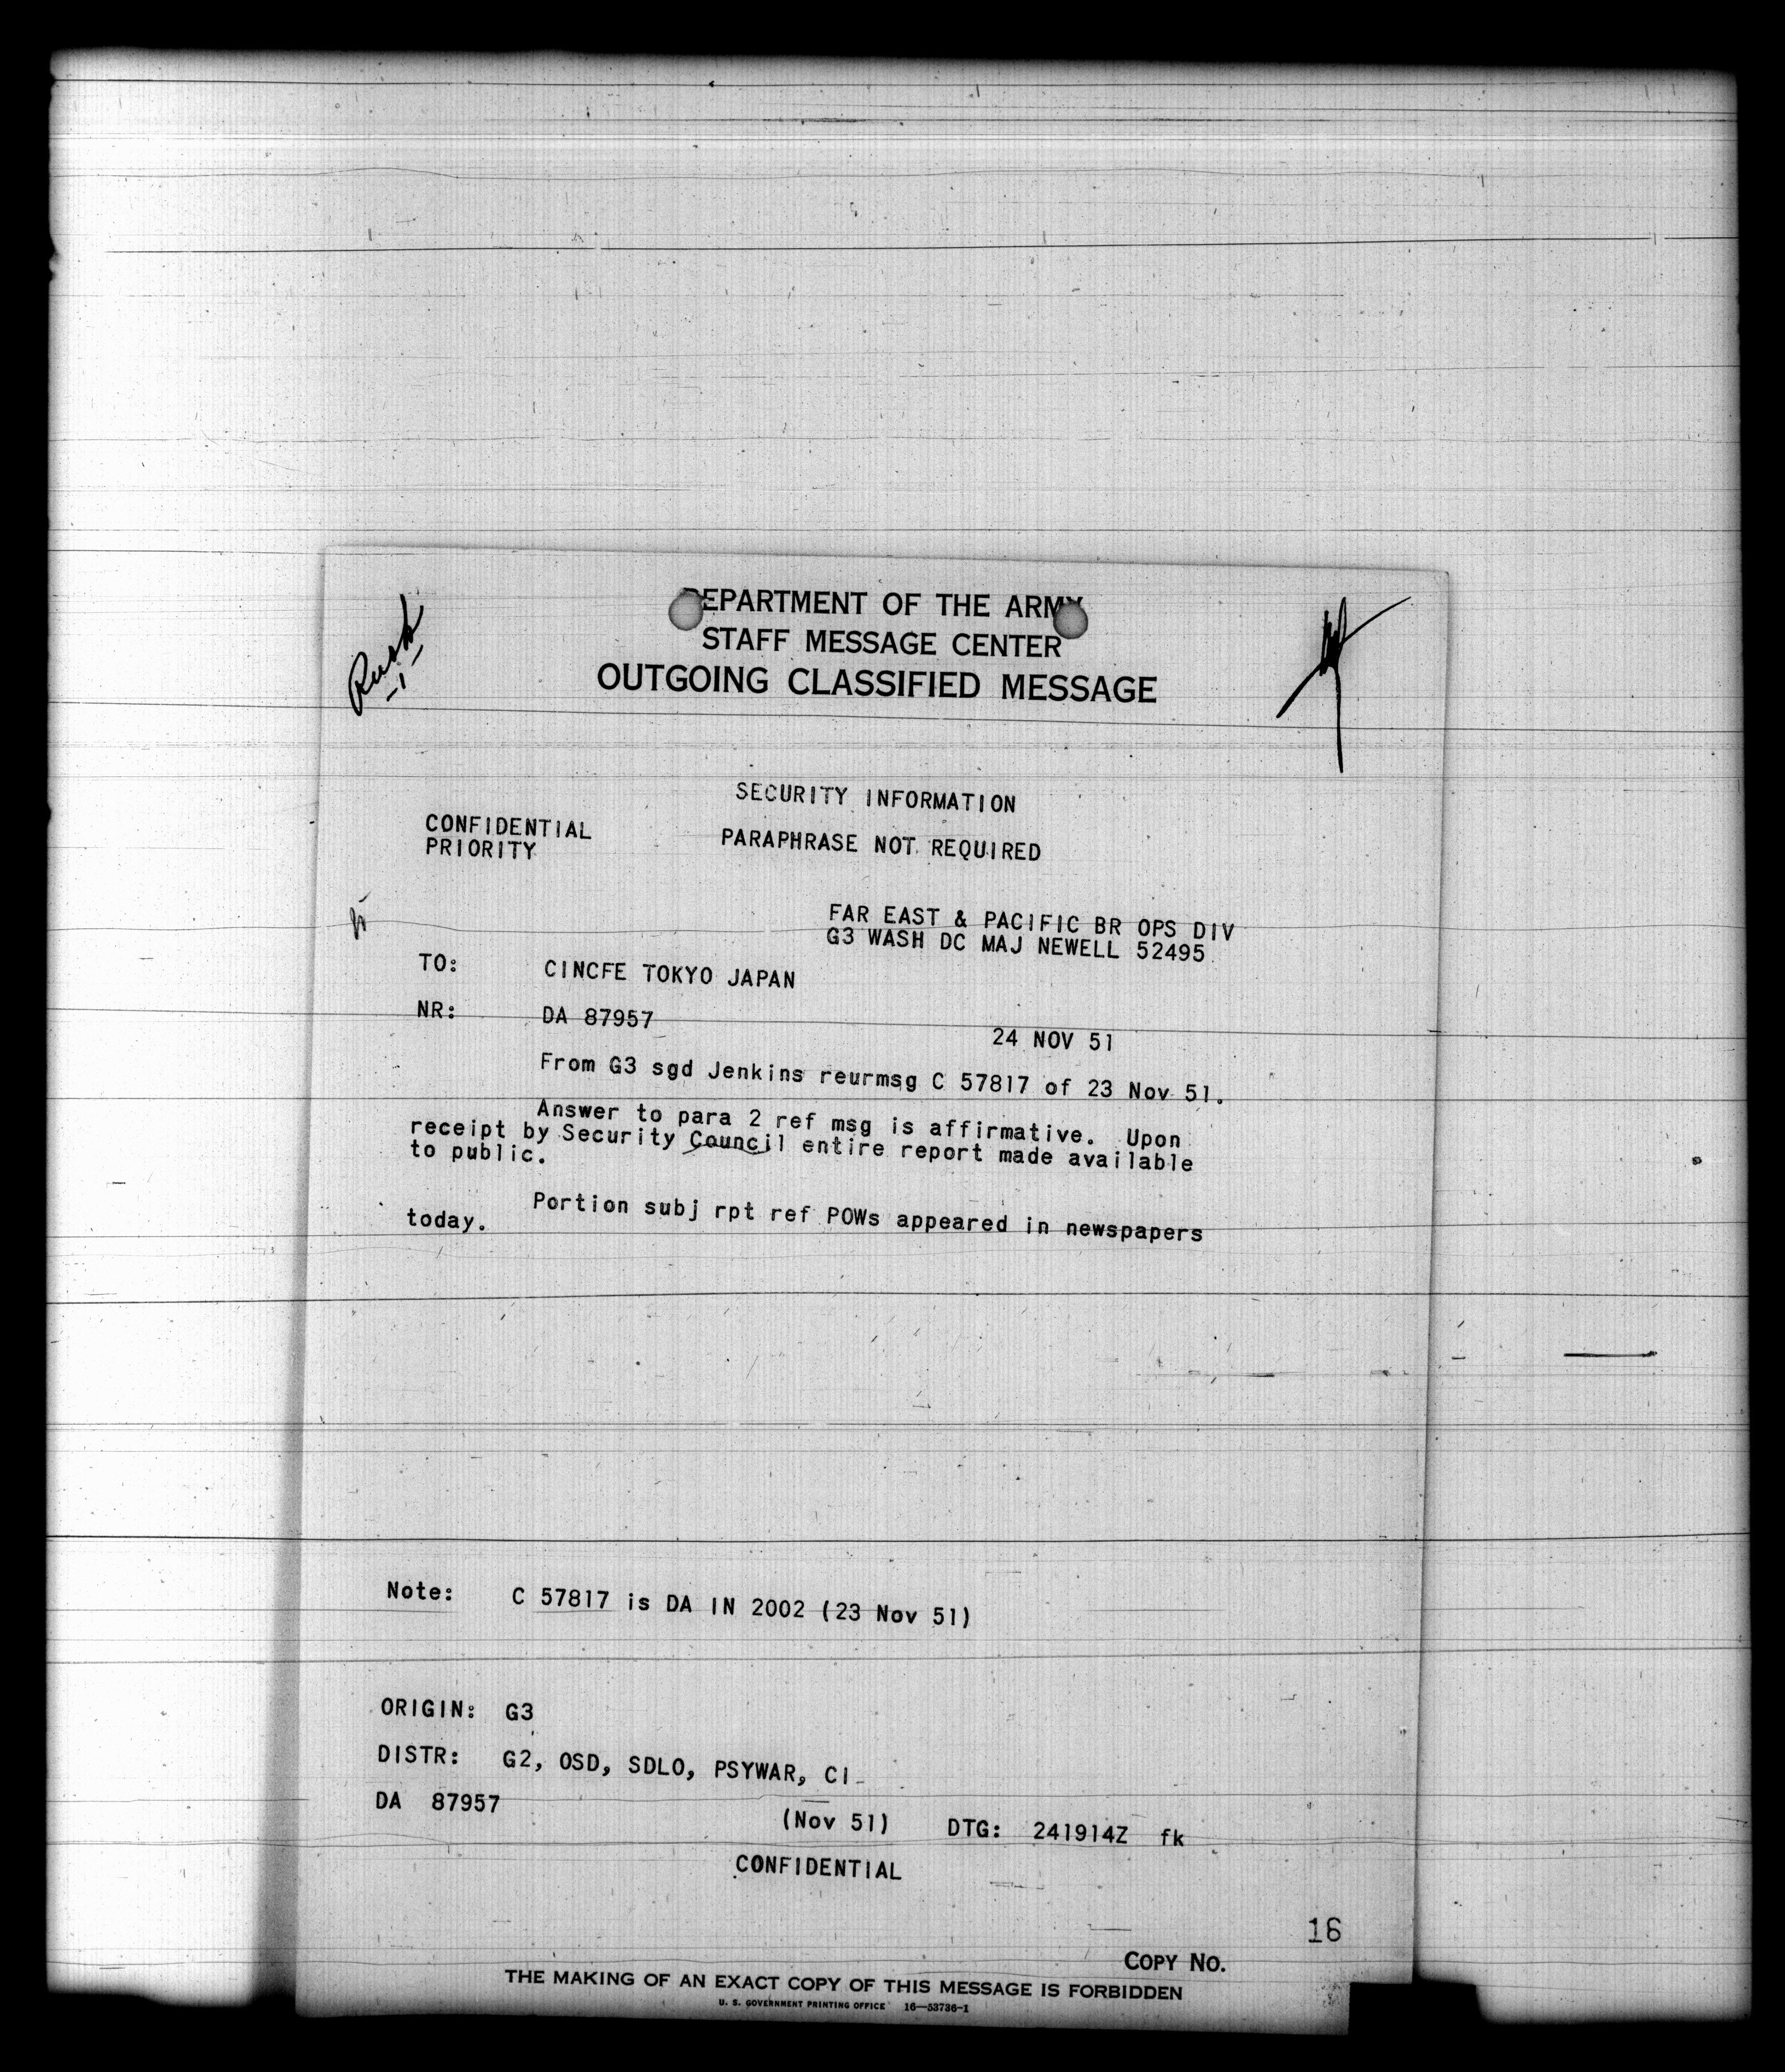 DEPARTMENT OF THE ARMY
STAFF MESSAGE CENTER
OUTGOING CLASSIFIED MESSAGE
SECURITY INFORMATION
CONFIDENTIAL
PRIORITY
PARAPHRASE NOT REQUIRED
FAR EAST & PACIFIC BR OPS DIV
G3 WASH DC MAJ NEWELL 52495
TO: CINCFE TOKYO JAPAN
NR: DA 87957
24 NOV 51
From G3 sgd Jenkins reurmsg C 57817 of 23 Nov 51.
Answer to para 2 ref msg is affirmative. Upon
receipt by Security Council entire report made available
to public.
Portion subj rpt ref POWs appeared in newspapers
today.
Note: C 57817 is DA IN 2002 (23 Nov 51)
ORIGIN: G3
DISTR: G2, OSD, SDLO, PSYWAR, CI
DA 87957 (Nov 51) DTG: 241914Z fk
CONFIDENTIAL
16
COPY NO.
THE MAKING OF AN EXACT COPY OF THIS MESSAGE IS FORBIDDEN
U. S. GOVERNMENT PRINTING OFFICE 16—53736-1